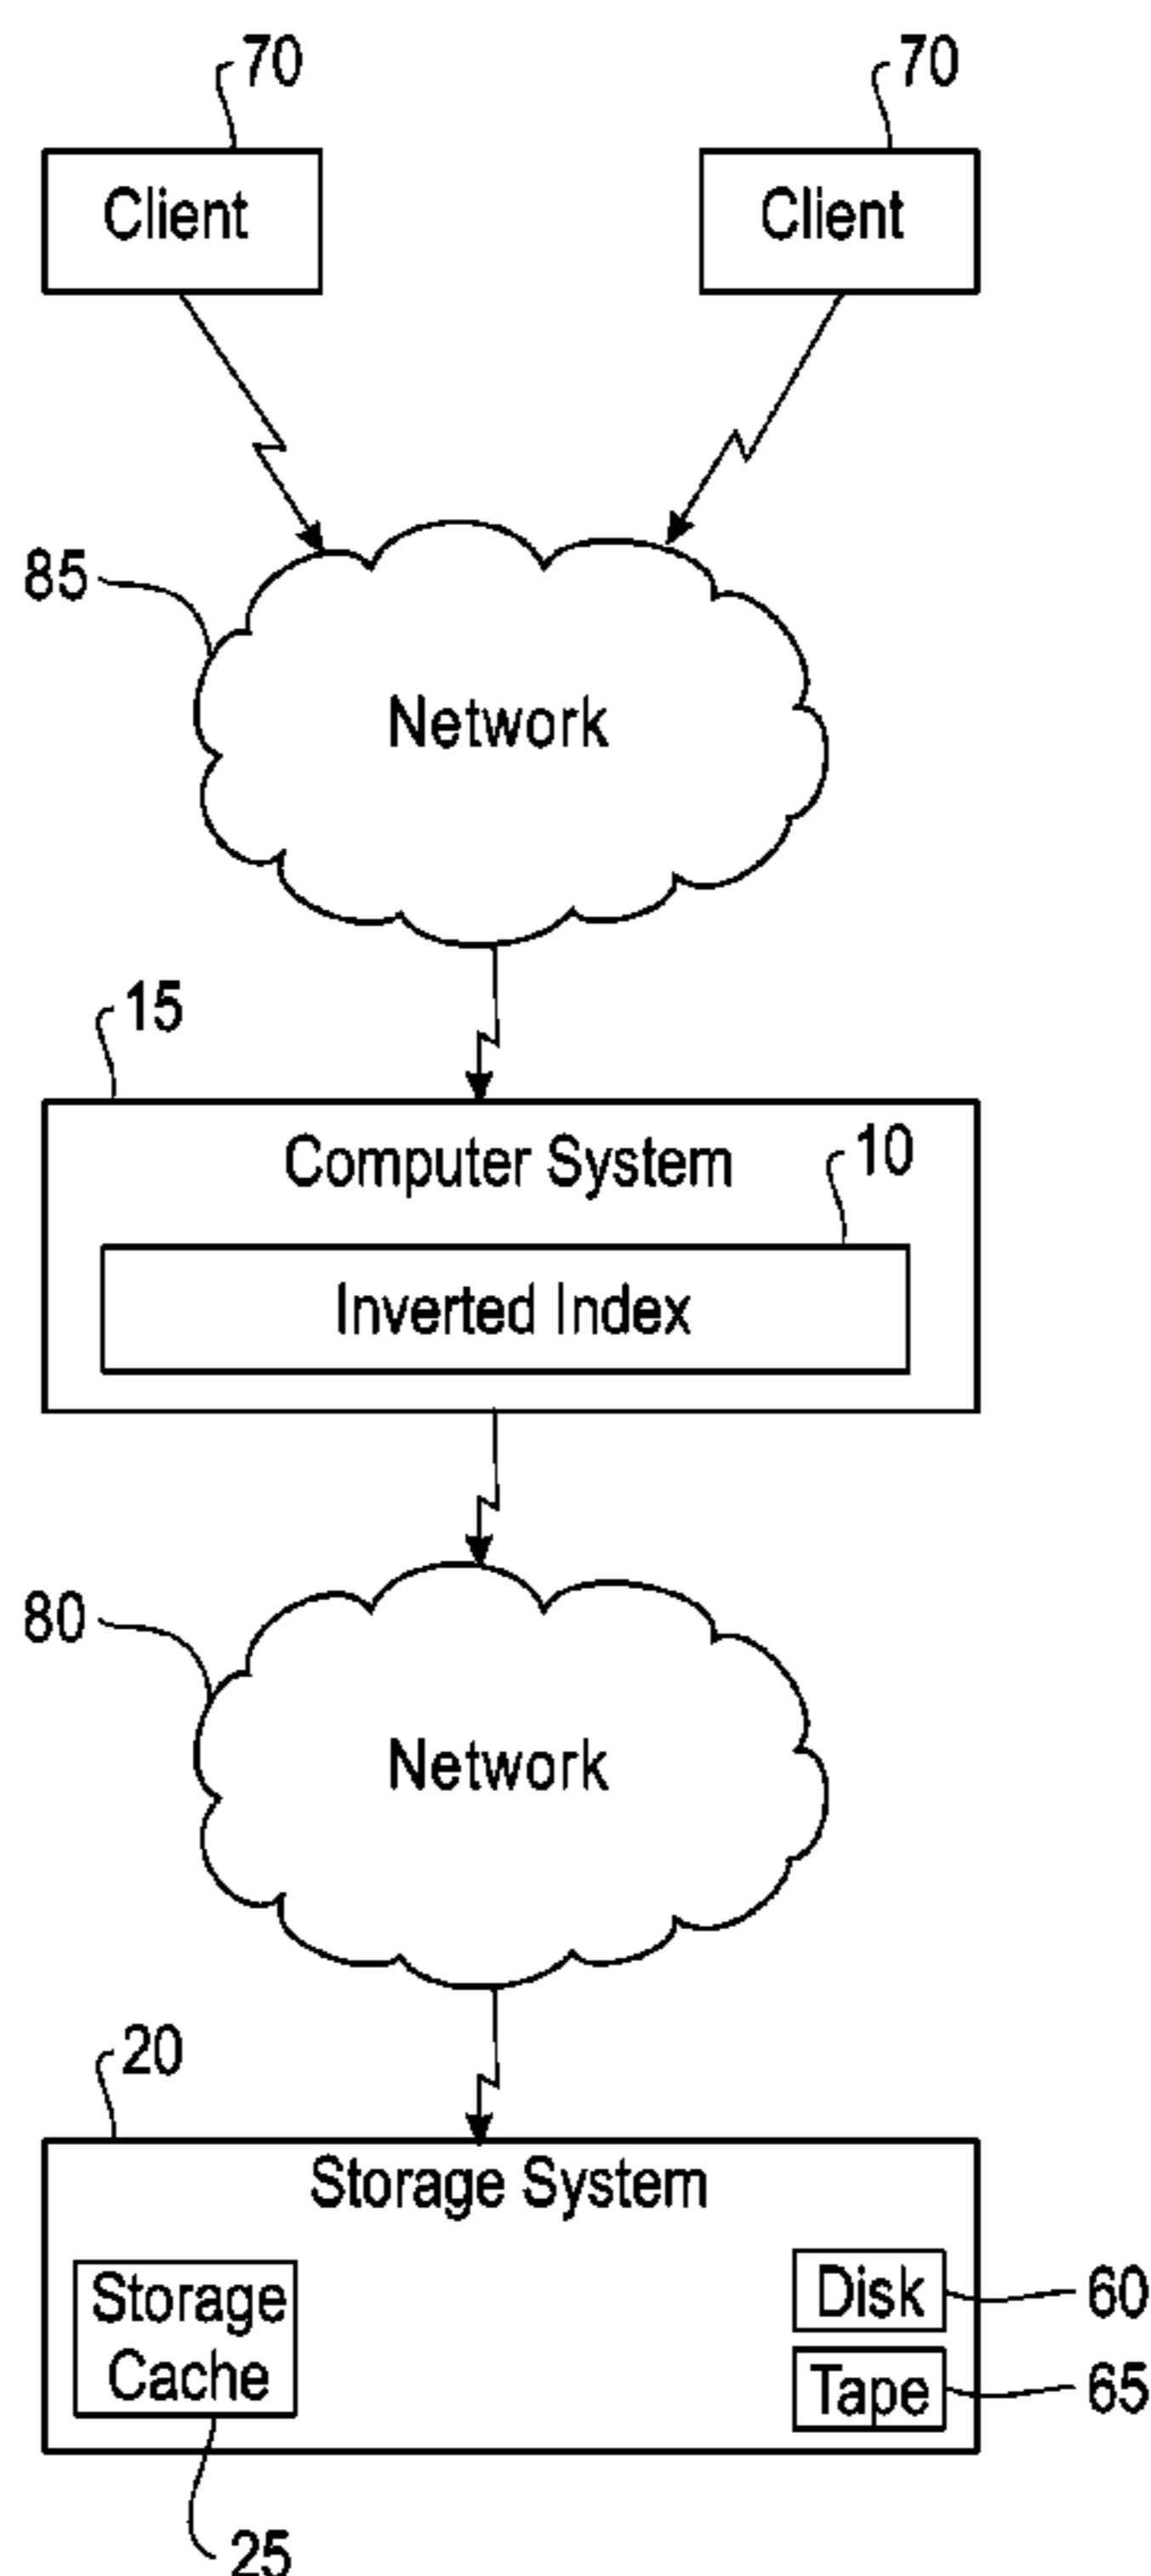 70
70
Client
Client
85
Network
15
Computer System
10
Inverted Index
80
Network
20
Storage System
Storage
Cache
Disk
60
Tape
65
25